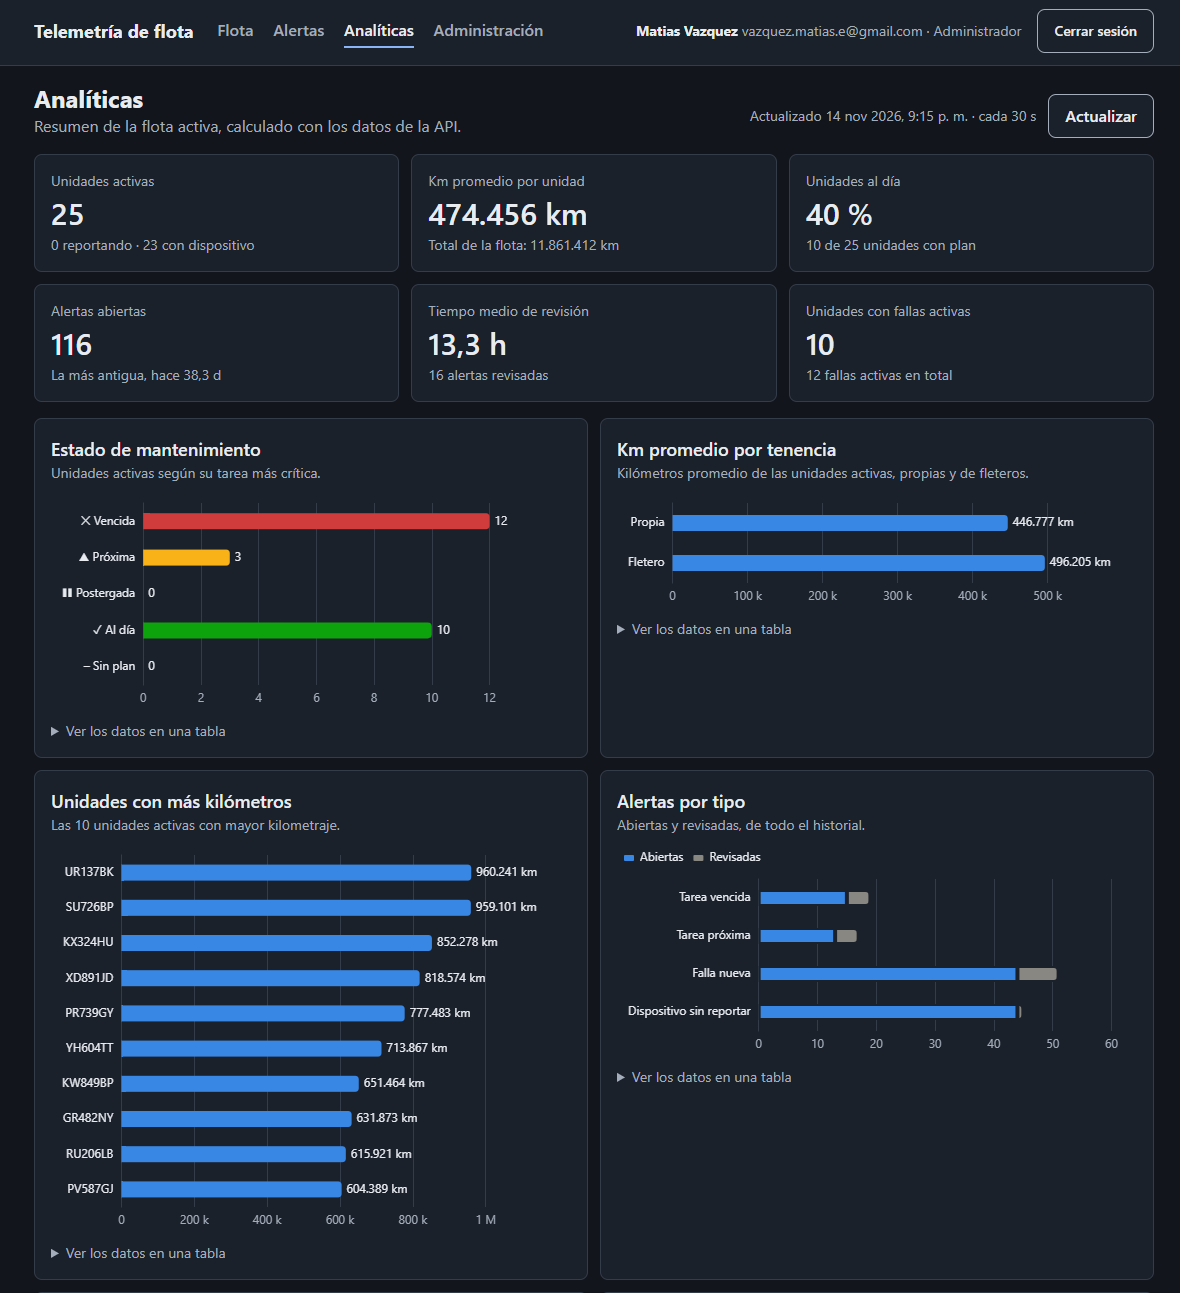 Telemetría de flota Flota Alertas Analíticas Administración Matias Vazquez vazquez.matias.e@gmail.com · Administrador Cerrar sesión
Analíticas
Resumen de la flota activa, calculado con los datos de la API.
Actualizado 14 nov 2026, 9:15 p. m. · cada 30 s Actualizar
Unidades activas
25
0 reportando · 23 con dispositivo
Km promedio por unidad
474.456 km
Total de la flota: 11.861.412 km
Unidades al día
40 %
10 de 25 unidades con plan
Alertas abiertas
116
La más antigua, hace 38,3 d
Tiempo medio de revisión
13,3 h
16 alertas revisadas
Unidades con fallas activas
10
12 fallas activas en total
Estado de mantenimiento
Unidades activas según su tarea más crítica.
✕ Vencida 12
▲ Próxima 3
⏸ Postergada 0
✓ Al día 10
– Sin plan 0
0 2 4 6 8 10 12
▶ Ver los datos en una tabla
Km promedio por tenencia
Kilómetros promedio de las unidades activas, propias y de fleteros.
Propia 446.777 km
Fletero 496.205 km
0 100 k 200 k 300 k 400 k 500 k
▶ Ver los datos en una tabla
Unidades con más kilómetros
Las 10 unidades activas con mayor kilometraje.
UR137BK 960.241 km
SU726BP 959.101 km
KX324HU 852.278 km
XD891JD 818.574 km
PR739GY 777.483 km
YH604TT 713.867 km
KW849BP 651.464 km
GR482NY 631.873 km
RU206LB 615.921 km
PV587GJ 604.389 km
0 200 k 400 k 600 k 800 k 1 M
▶ Ver los datos en una tabla
Alertas por tipo
Abiertas y revisadas, de todo el historial.
Abiertas Revisadas
Tarea vencida
Tarea próxima
Falla nueva
Dispositivo sin reportar
0 10 20 30 40 50 60
▶ Ver los datos en una tabla